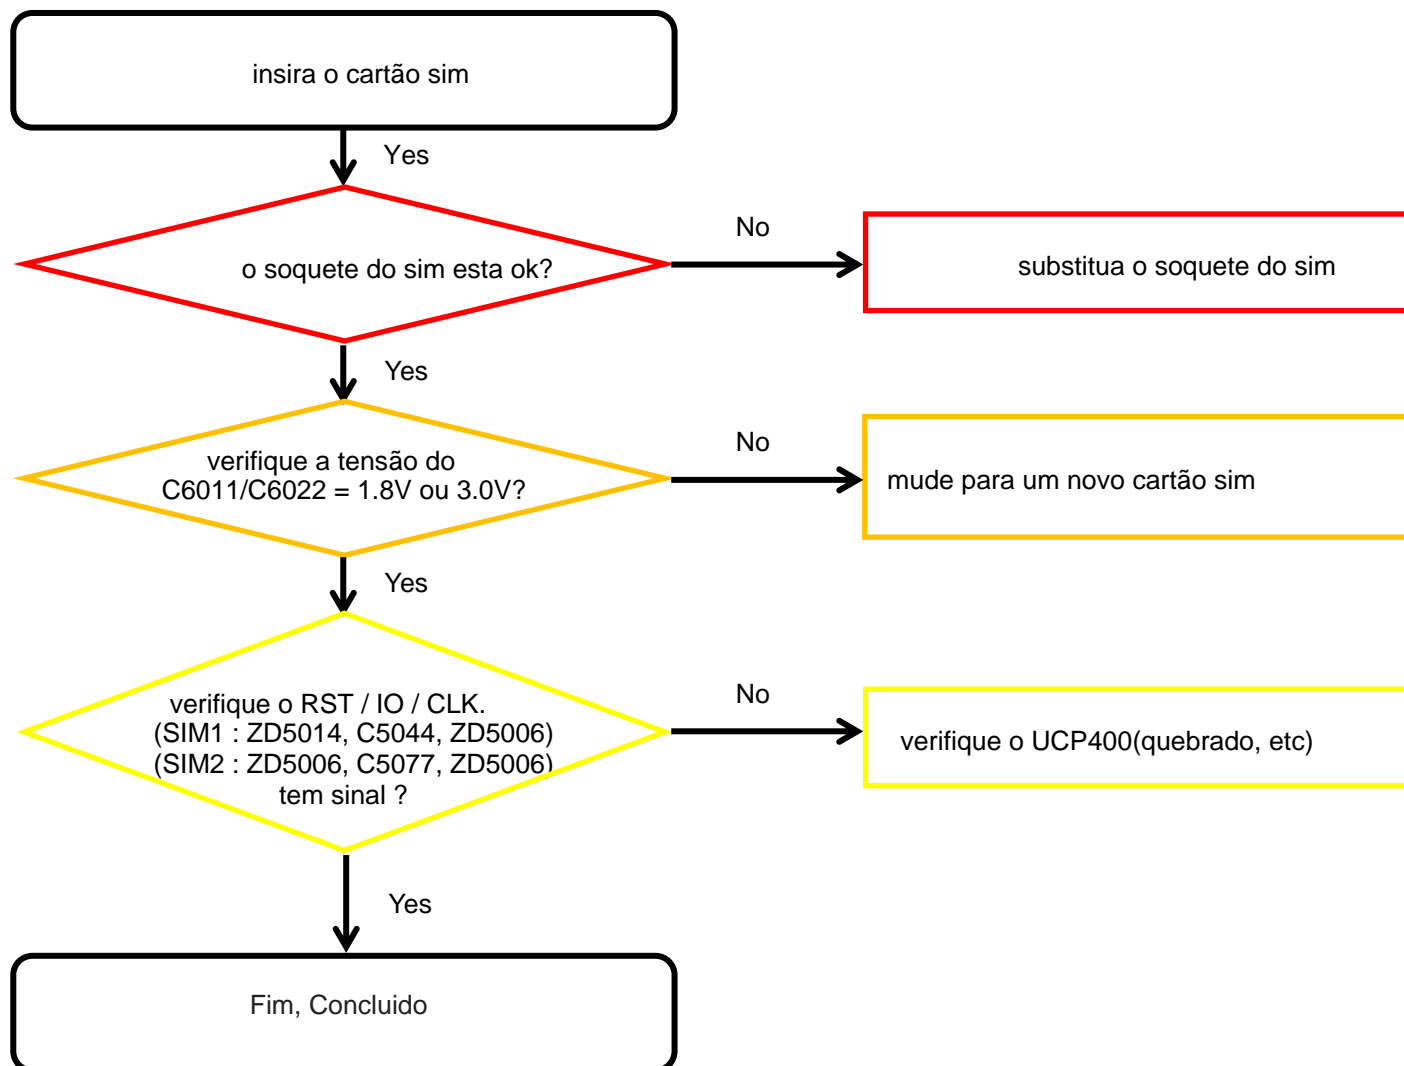 insira o cartão sim
Yes
o soquete do sim esta ok?
No
substitua o soquete do sim
Yes
verifique a tensão do
C6011/C6022 = 1.8V ou 3.0V?
No
mude para um novo cartão sim
Yes
verifique o RST / IO / CLK.
(SIM1 : ZD5014, C5044, ZD5006)
(SIM2 : ZD5006, C5077, ZD5006)
tem sinal ?
No
verifique o UCP400(quebrado, etc)
Yes
Fim, Concluido